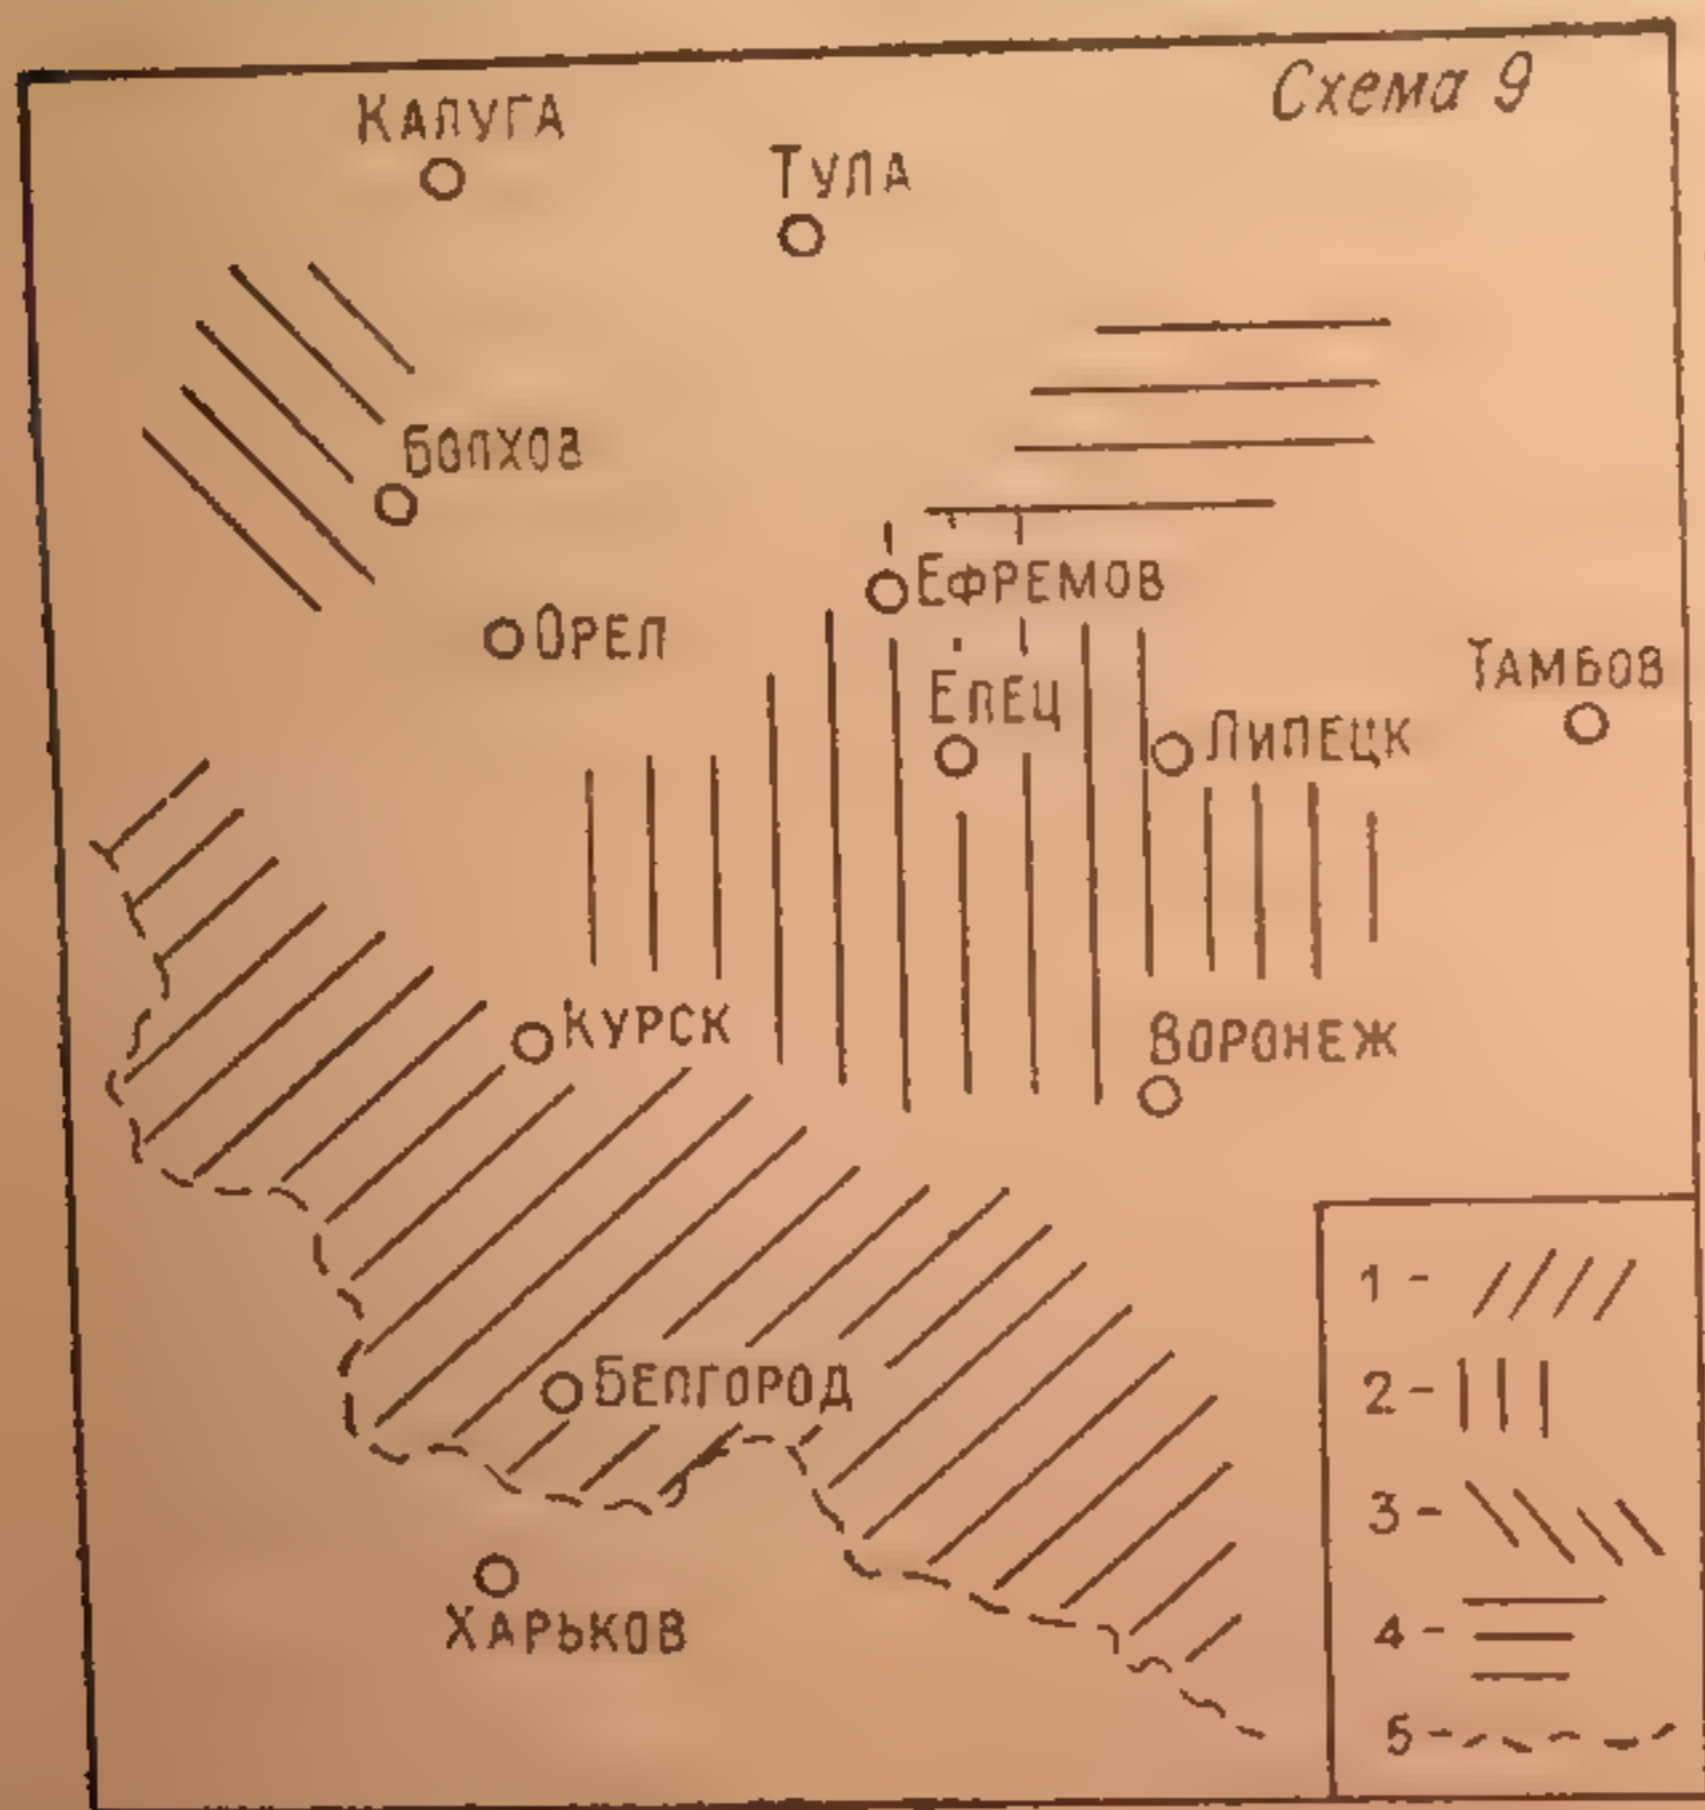 Схема 9
КАЛУГА
ТУЛА
БОЛХОВ
ЕФРЕМОВ
ОРЕЛ
ТАМБОВ
ЕЛЕЦ
ЛИПЕЦК
КУРСК
ВОРОНЕЖ
БЕЛГОРОД
ХАРЬКОВ
1 -
2 -
3 -
4 -
5 -